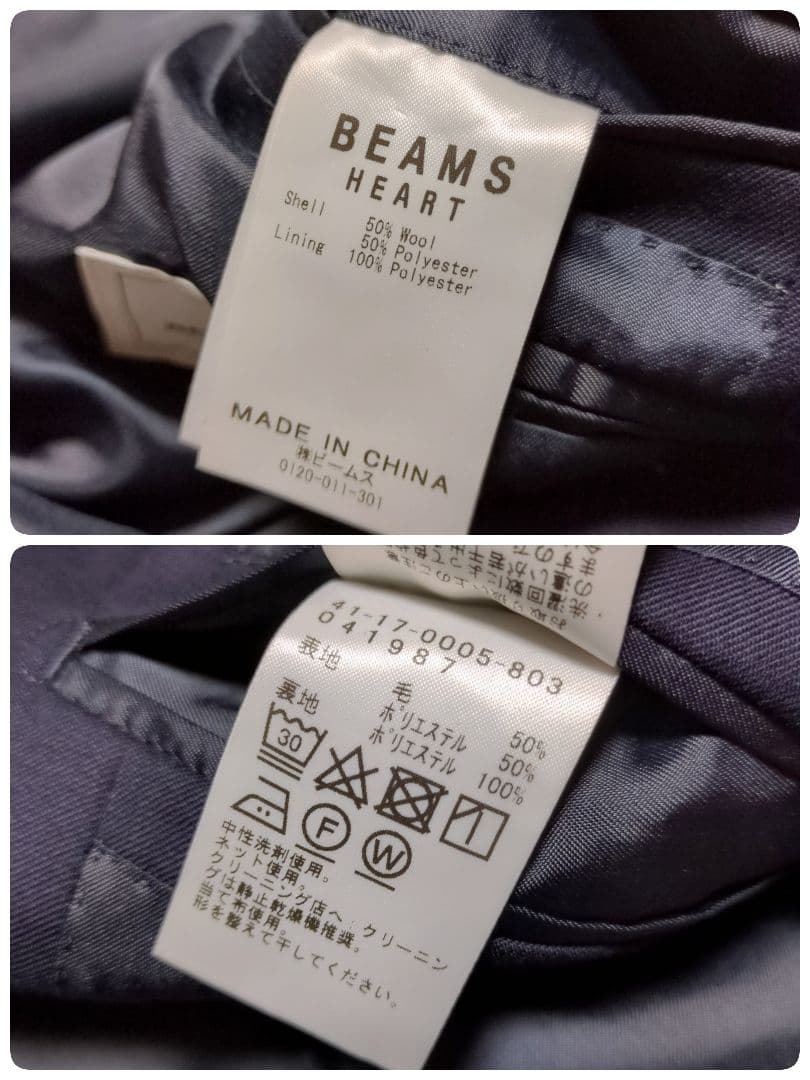 BEAMS
HEART
Shell 50% Wool
50% Polyester
Lining 100% Polyester
MADE IN CHINA
㈱ビームス
0120-011-301
41-17-0005-803
041987
表地 毛 50%
ポリエステル 50%
裏地 ポリエステル 100%
30
F
W
中性洗剤使用。
ネット使用。
クリーニング店へ:クリーニン
グは静止乾燥機推奨。
当て布使用。
形を整えて干してください。